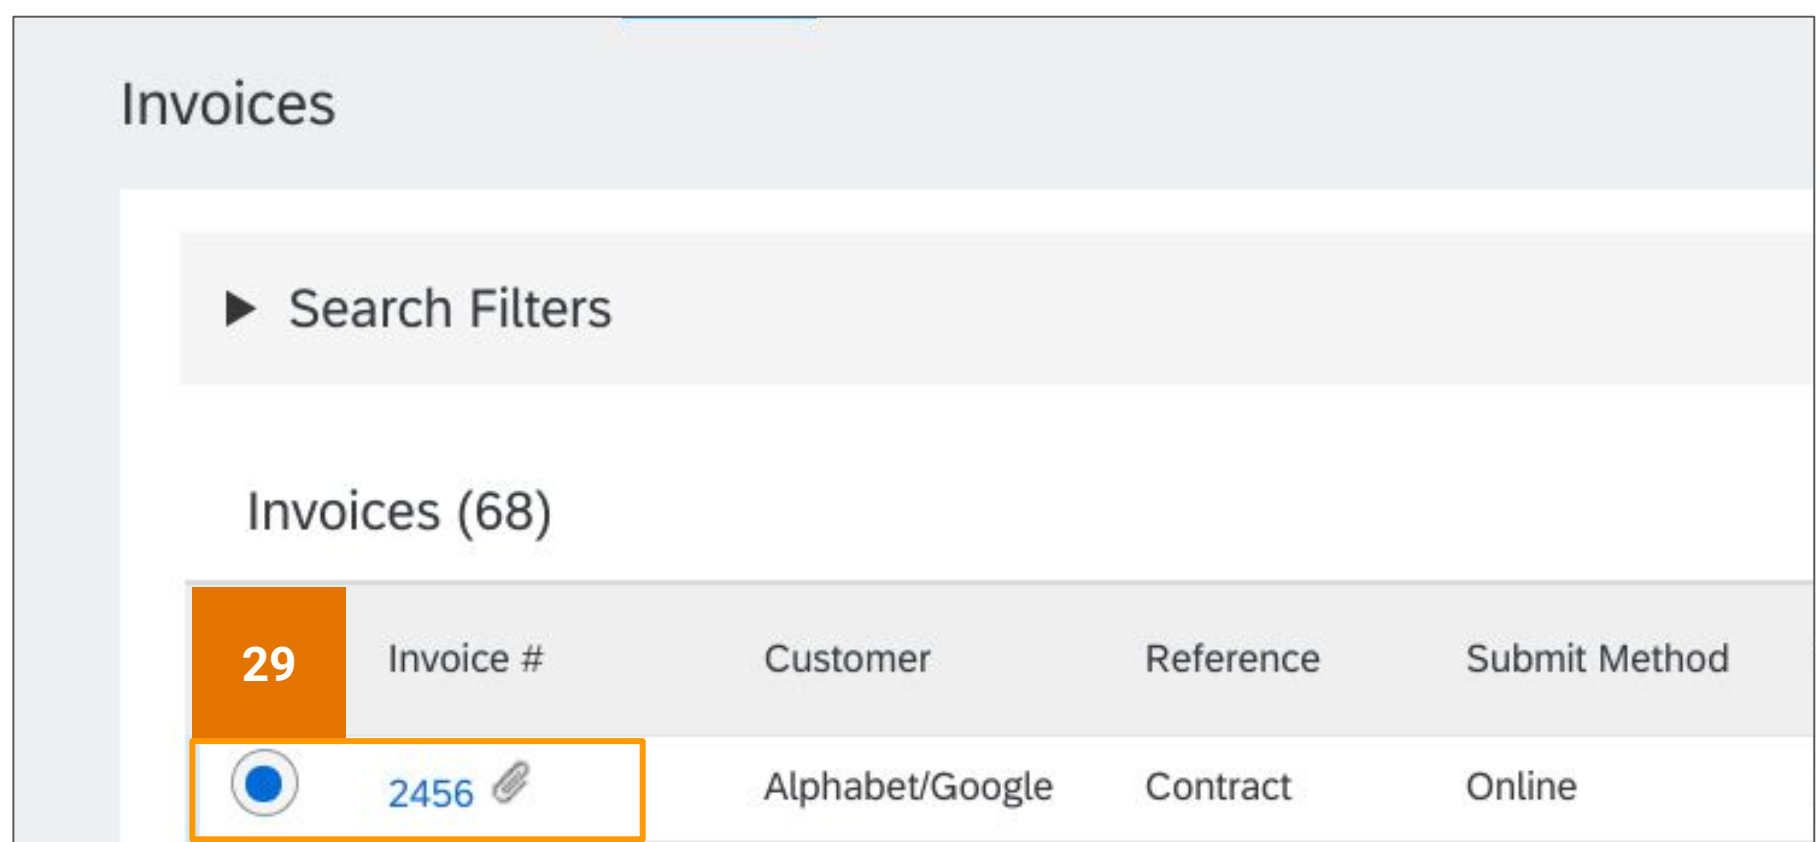 Invoices
▶ Search Filters
Invoices (68)
29 Invoice # Customer Reference Submit Method
2456 Alphabet/Google Contract Online